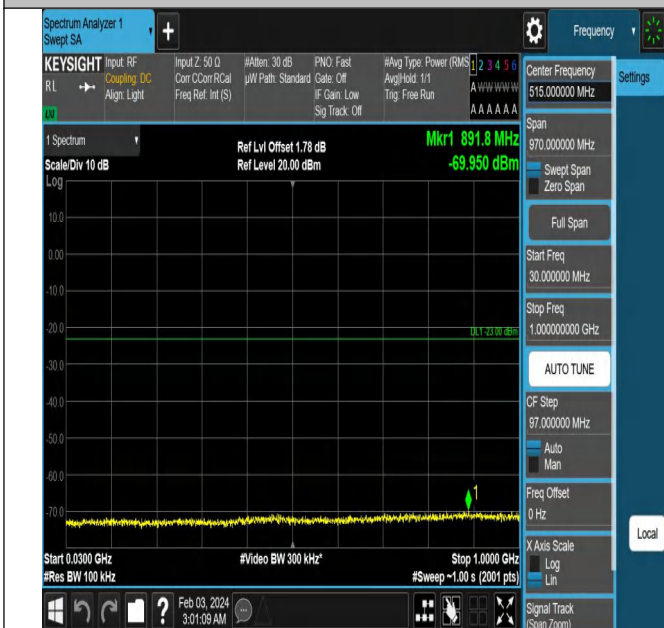 Spectrum Analyzer 1
Swept SA
+
Frequency
KEYSIGHT
RL
LXI
Input: RF
Coupling: DC
Align: Light
Input Z: 50 Ω
Corr CCorr RCal
Freq Ref: Int (S)
#Atten: 30 dB
µW Path: Standard
PNO: Fast
Gate: Off
IF Gain: Low
Sig Track: Off
#Avg Type: Power (RMS
Avg|Hold: 1/1
Trig: Free Run
1 2 3 4 5 6
A W W W W W
A A A A A A
1 Spectrum
Scale/Div 10 dB
Log
Ref Lvl Offset 1.78 dB
Ref Level 20.00 dBm
Mkr1 891.8 MHz
-69.950 dBm
10.0
0.00
-10.0
-20.0
-30.0
-40.0
-50.0
-60.0
-70.0
DL1 -23.00 dBm
1
Start 0.0300 GHz
#Res BW 100 kHz
#Video BW 300 kHz*
Stop 1.0000 GHz
#Sweep ~1.00 s (2001 pts)
?
Feb 03, 2024
3:01:09 AM
Center Frequency
515.000000 MHz
Span
970.000000 MHz
Swept Span
Zero Span
Full Span
Start Freq
30.000000 MHz
Stop Freq
1.000000000 GHz
AUTO TUNE
CF Step
97.000000 MHz
Auto
Man
Freq Offset
0 Hz
X Axis Scale
Log
Lin
Signal Track
(Span Zoom)
Settings
Local